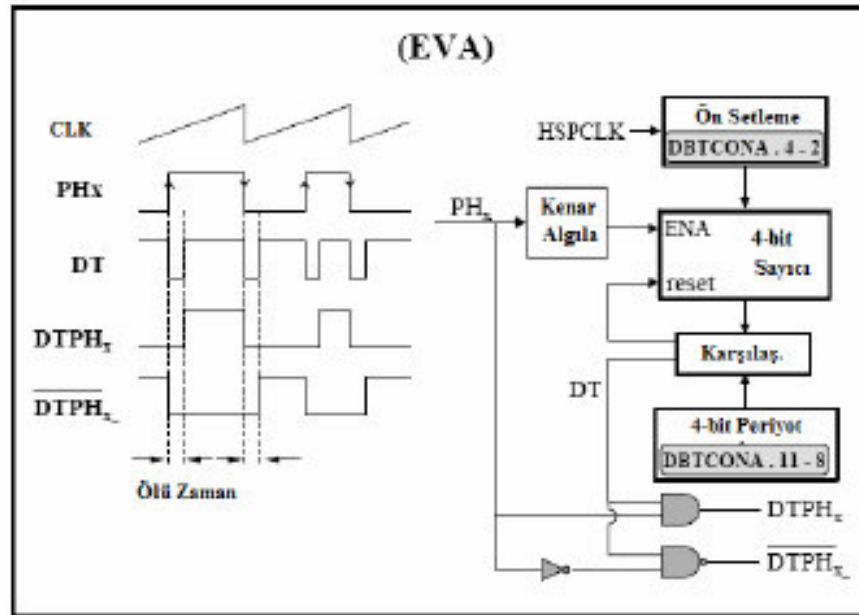 (EVA)
CLK
PHx
DT
DTPHx
DTPHx_
Ölü Zaman
HSPCLK
Ön Setleme
DBTCONA . 4 - 2
PHx
Kenar
Algıla
ENA
4-bit
Sayıcı
reset
Karşılaş.
DT
4-bit Periyot
DBTCONA . 11 - 8
DTPHx
DTPHx_